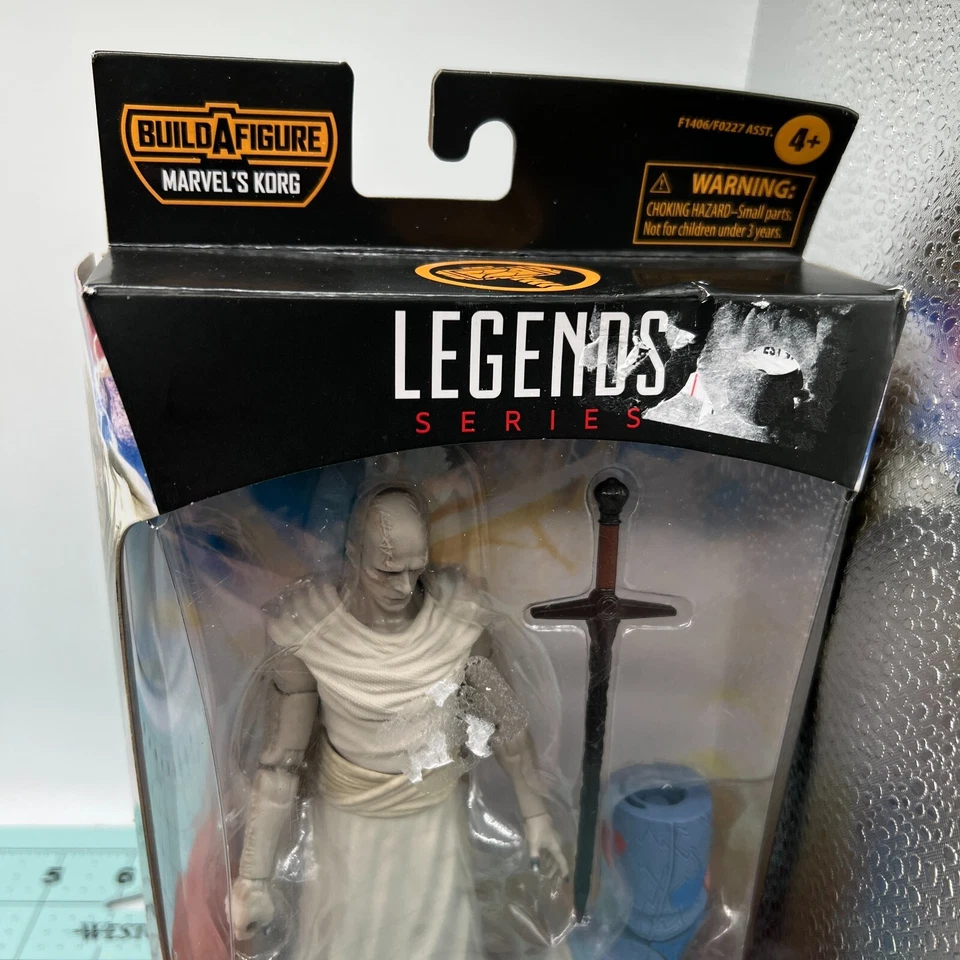 BUILD A FIGURE
MARVEL'S KORG
F1406/F0227 ASST.
4+
WARNING:
CHOKING HAZARD—Small parts.
Not for children under 3 years.
LEGENDS
SERIES
5 6
WEST